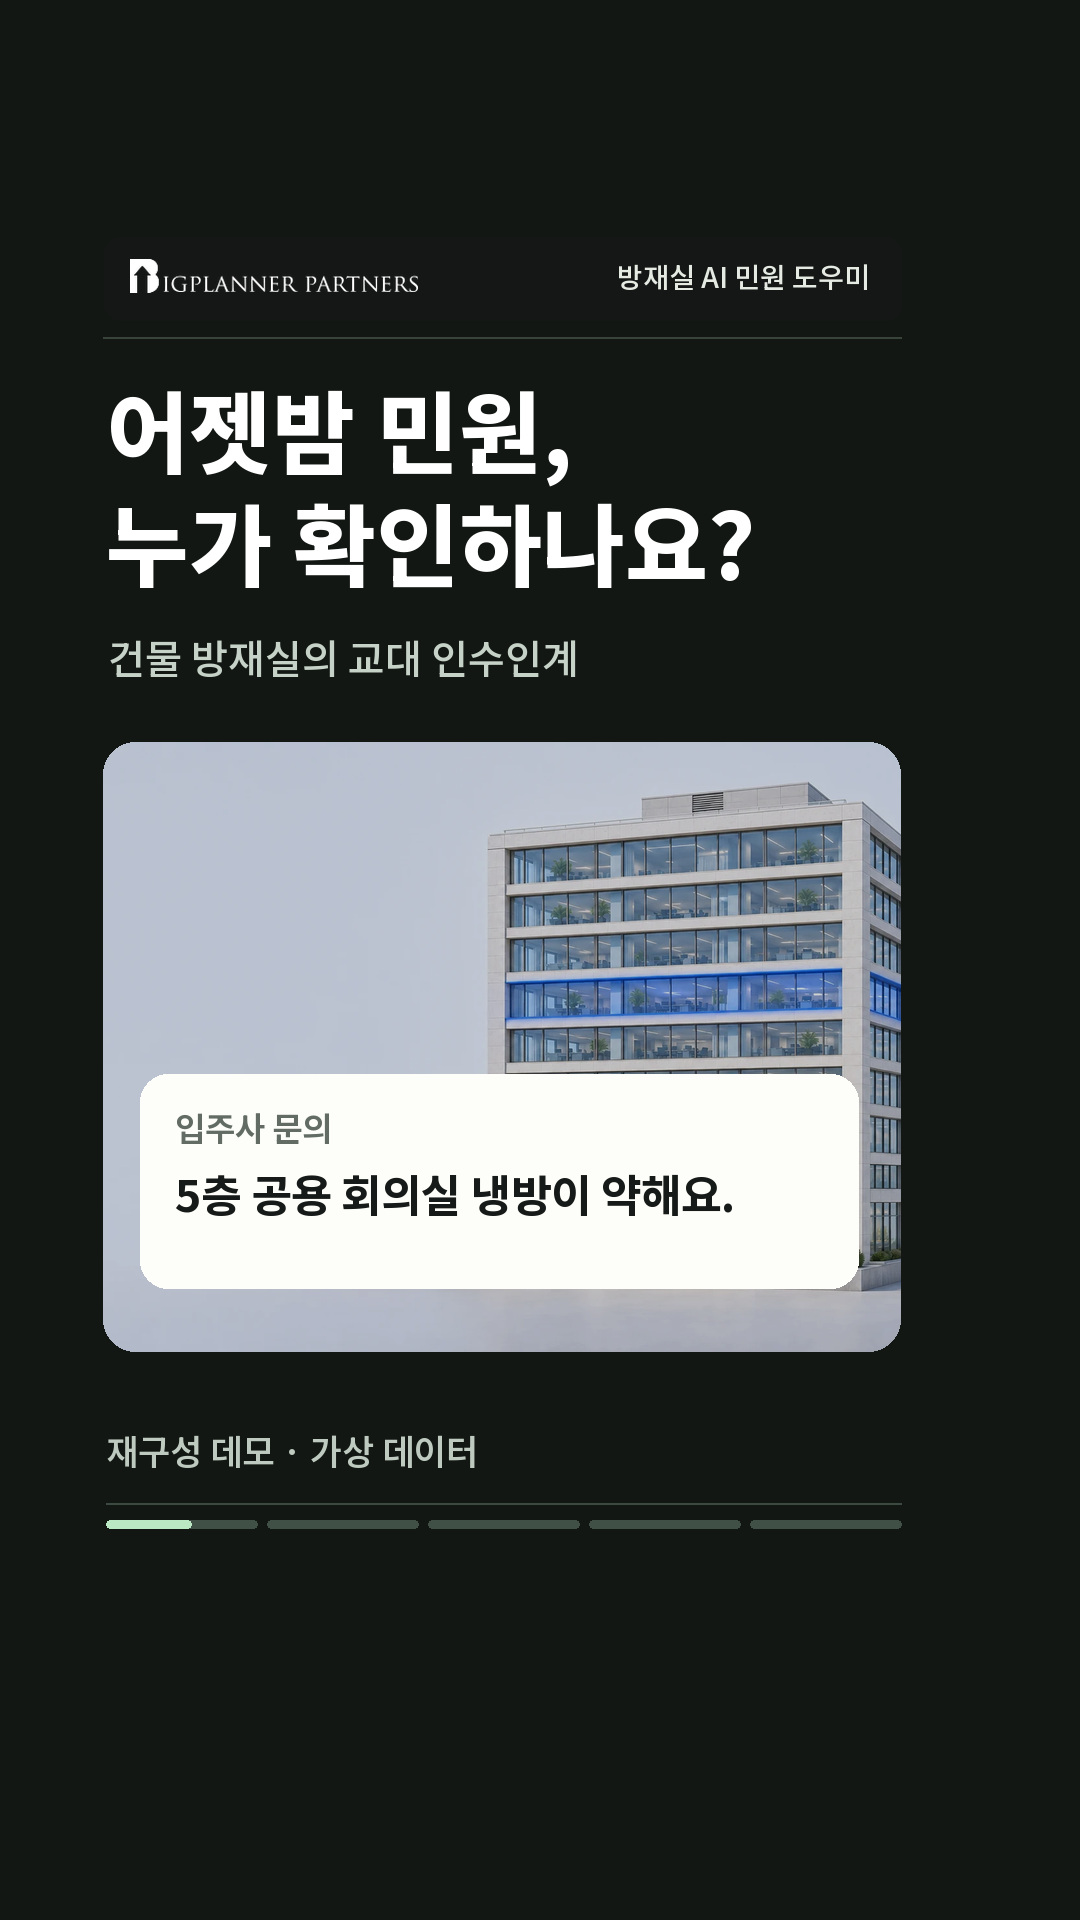 BIGPLANNER PARTNERS
방재실 AI 민원 도우미
어젯밤 민원,
누가 확인하나요?
건물 방재실의 교대 인수인계
입주사 문의
5층 공용 회의실 냉방이 약해요.
재구성 데모 · 가상 데이터